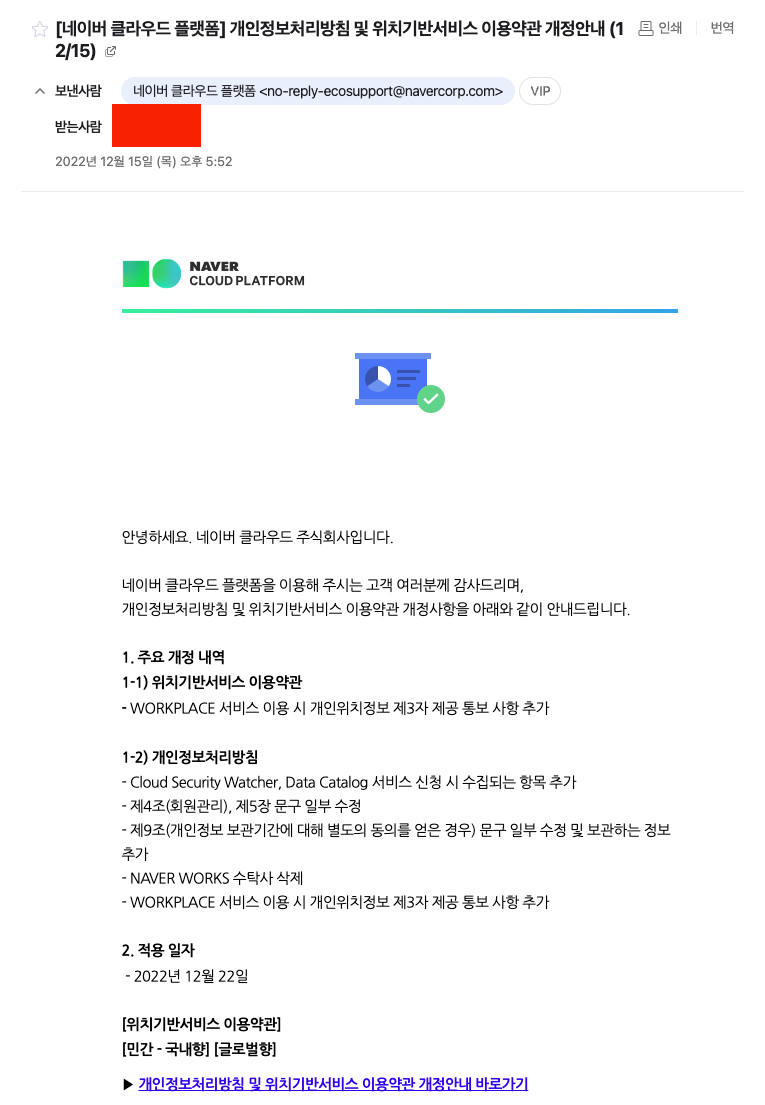 [네이버 클라우드 플랫폼] 개인정보처리방침 및 위치기반서비스 이용약관 개정안내 (1
2/15)
인쇄
번역
보낸사람
네이버 클라우드 플랫폼 <no-reply-ecosupport@navercorp.com>
VIP
받는사람
2022년 12월 15일 (목) 오후 5:52
NAVER
CLOUD PLATFORM
안녕하세요. 네이버 클라우드 주식회사입니다.
네이버 클라우드 플랫폼을 이용해 주시는 고객 여러분께 감사드리며,
개인정보처리방침 및 위치기반서비스 이용약관 개정사항을 아래와 같이 안내드립니다.
1. 주요 개정 내역
1-1) 위치기반서비스 이용약관
- WORKPLACE 서비스 이용 시 개인위치정보 제3자 제공 통보 사항 추가
1-2) 개인정보처리방침
- Cloud Security Watcher, Data Catalog 서비스 신청 시 수집되는 항목 추가
- 제4조(회원관리), 제5장 문구 일부 수정
- 제9조(개인정보 보관기간에 대해 별도의 동의를 얻은 경우) 문구 일부 수정 및 보관하는 정보
추가
- NAVER WORKS 수탁사 삭제
- WORKPLACE 서비스 이용 시 개인위치정보 제3자 제공 통보 사항 추가
2. 적용 일자
- 2022년 12월 22일
[위치기반서비스 이용약관]
[민간 - 국내향] [글로벌향]
▶ 개인정보처리방침 및 위치기반서비스 이용약관 개정안내 바로가기